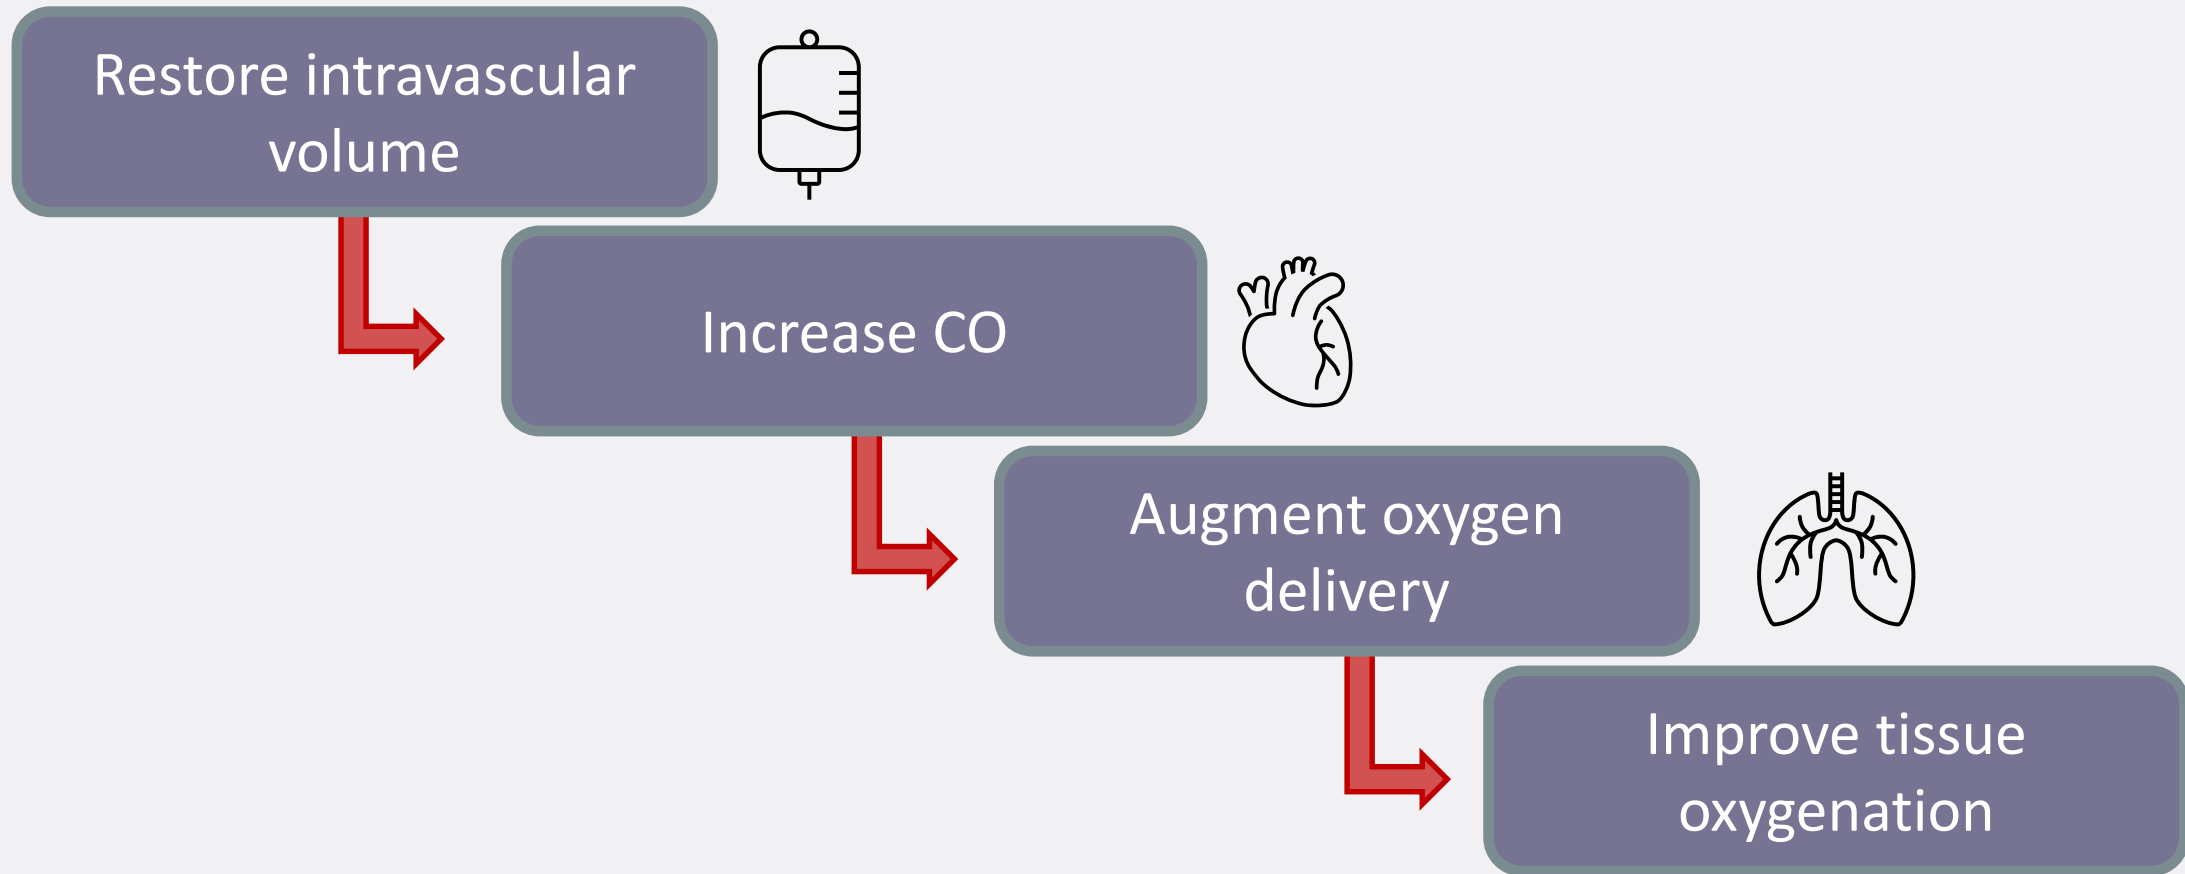 Restore intravascular
volume
Increase CO
Augment oxygen
delivery
Improve tissue
oxygenation